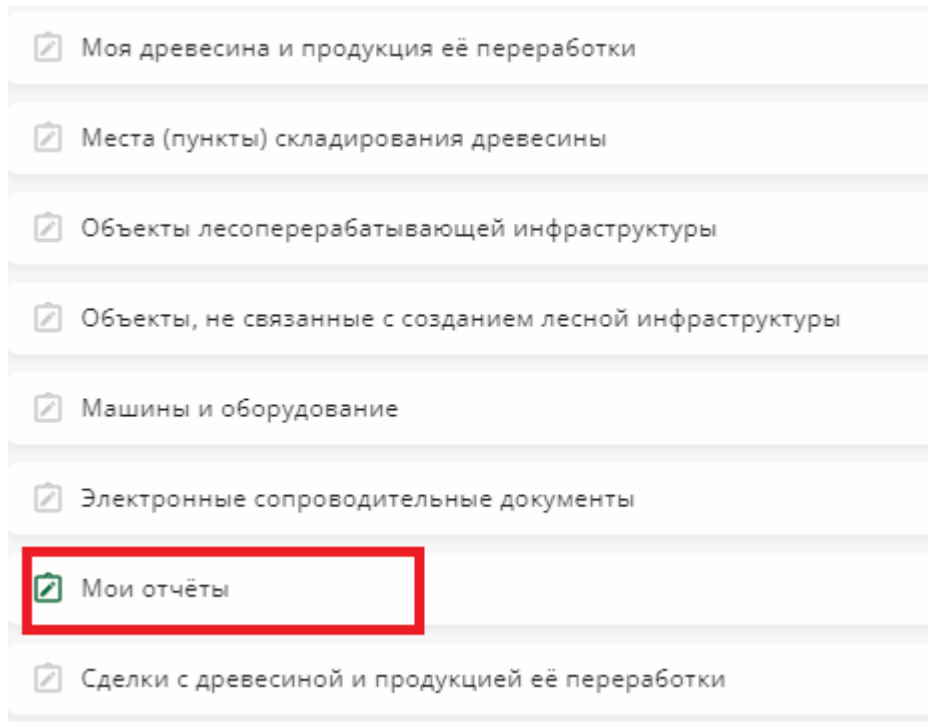 Моя древесина и продукция её переработки
Места (пункты) складирования древесины
Объекты лесоперерабатывающей инфраструктуры
Объекты, не связанные с созданием лесной инфраструктуры
Машины и оборудование
Электронные сопроводительные документы
Мои отчёты
Сделки с древесиной и продукцией её переработки